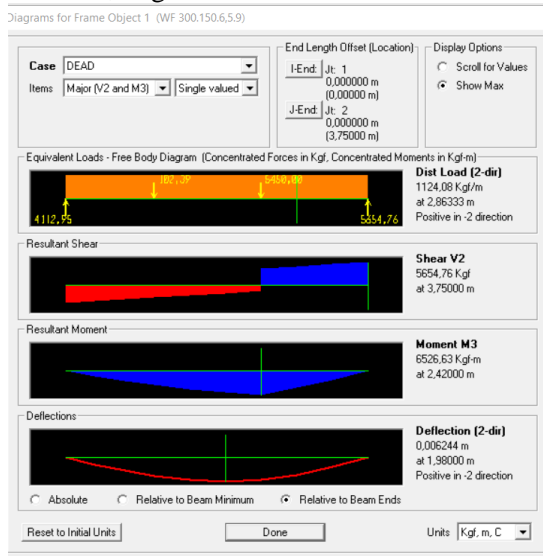 Diagrams for Frame Object 1 (WF 300.150.6,5.9)
Case DEAD
Items Major (V2 and M3) Single valued
End Length Offset (Location)
I-End: Jt: 1
0,000000 m
(0,00000 m)
J-End: Jt: 2
0,000000 m
(3,75000 m)
Display Options
Scroll for Values
Show Max
Equivalent Loads - Free Body Diagram (Concentrated Forces in Kgf, Concentrated Moments in Kgf-m)
102,39
5450,00
4112,95
5654,76
Dist Load (2-dir)
1124,08 Kgf/m
at 2,86333 m
Positive in -2 direction
Resultant Shear
Shear V2
5654,76 Kgf
at 3,75000 m
Resultant Moment
Moment M3
6526,63 Kgf-m
at 2,42000 m
Deflections
Deflection (2-dir)
0,006244 m
at 1,98000 m
Positive in -2 direction
Absolute Relative to Beam Minimum Relative to Beam Ends
Reset to Initial Units Done Units Kgf, m, C